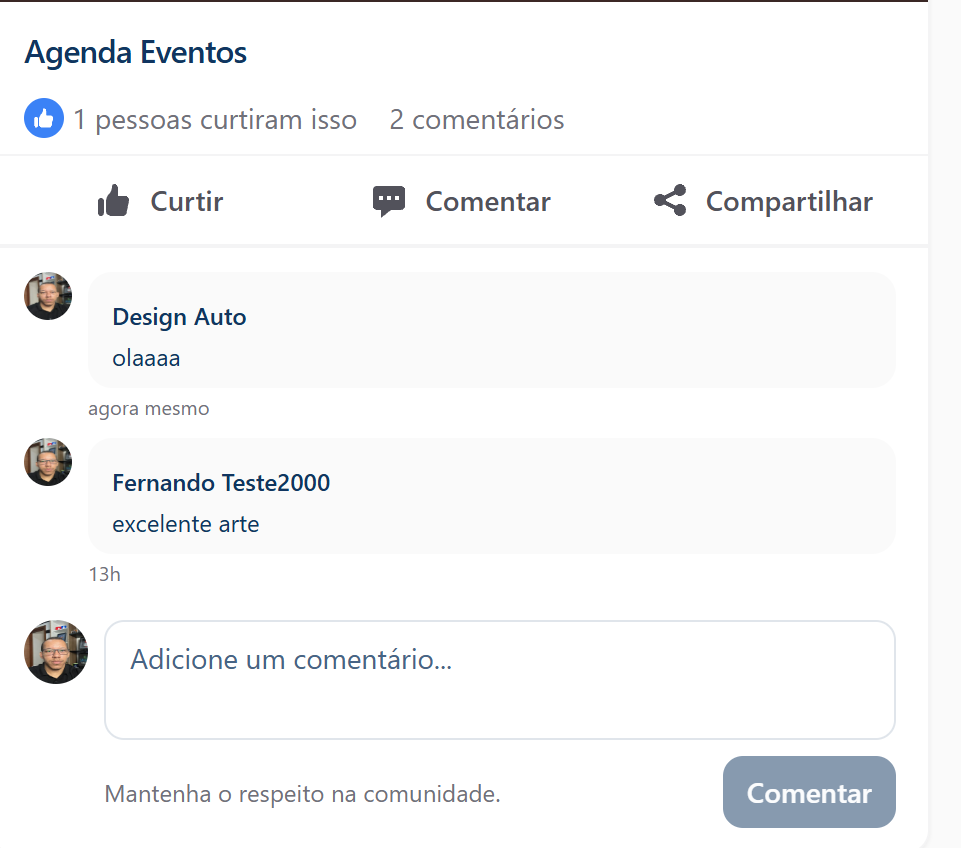 Agenda Eventos
1 pessoas curtiram isso 2 comentários
Curtir Comentar Compartilhar
Design Auto
olaaaa
agora mesmo
Fernando Teste2000
excelente arte
13h
Adicione um comentário...
Mantenha o respeito na comunidade. Comentar